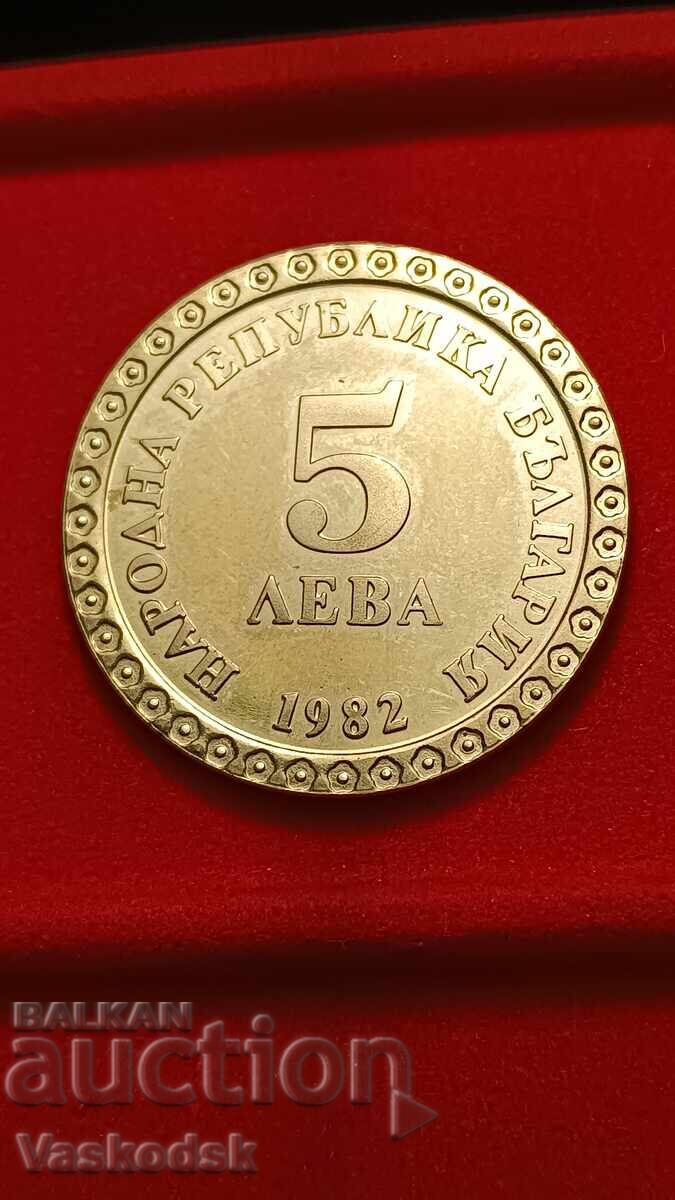 НАРОДНА РЕПУБЛИКА БЪЛГАРИЯ
5
ЛЕВА
1982
BALKAN
auction
Vaskodsk